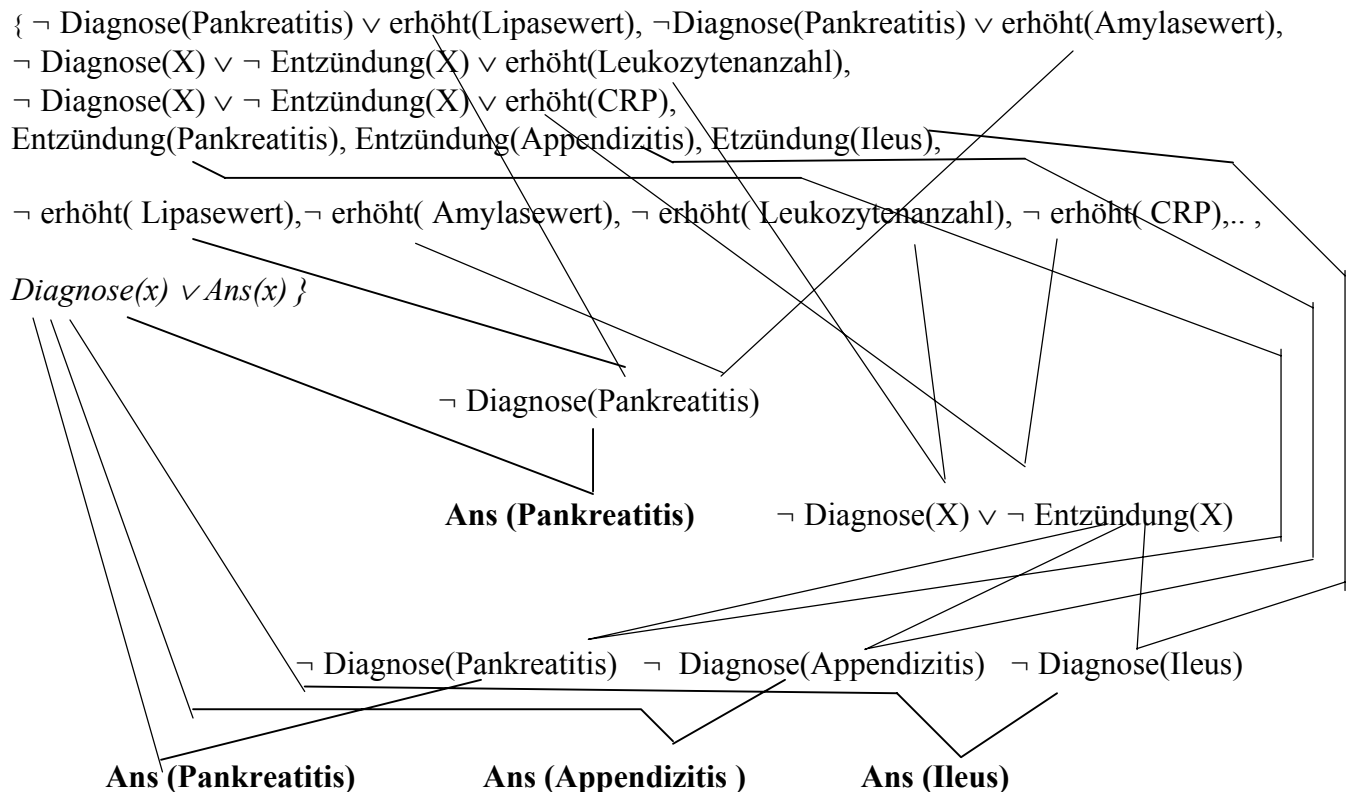 { ¬ Diagnose(Pankreatitis) ∨ erhöht(Lipasewert), ¬Diagnose(Pankreatitis) ∨ erhöht(Amylasewert),
¬ Diagnose(X) ∨ ¬ Entzündung(X) ∨ erhöht(Leukozytenanzahl),
¬ Diagnose(X) ∨ ¬ Entzündung(X) ∨ erhöht(CRP),
Entzündung(Pankreatitis), Entzündung(Appendizitis), Etzündung(Ileus),
¬ erhöht( Lipasewert),¬ erhöht( Amylasewert), ¬ erhöht( Leukozytenanzahl), ¬ erhöht( CRP),.. ,
Diagnose(x) ∨ Ans(x) }
¬ Diagnose(Pankreatitis)
Ans (Pankreatitis) ¬ Diagnose(X) ∨ ¬ Entzündung(X)
¬ Diagnose(Pankreatitis) ¬ Diagnose(Appendizitis) ¬ Diagnose(Ileus)
Ans (Pankreatitis) Ans (Appendizitis ) Ans (Ileus)